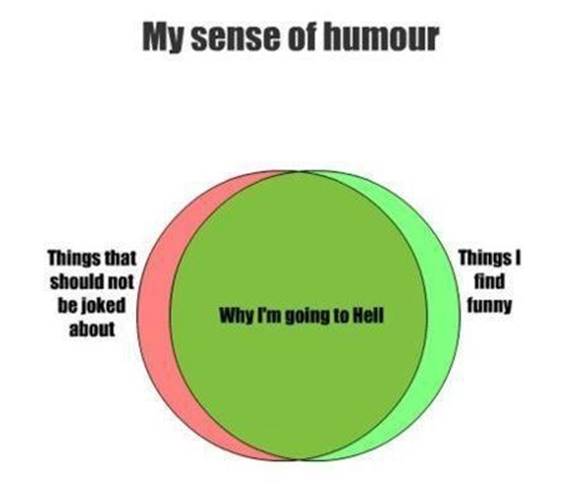 My sense of humour
Things that
should not
be joked
about
Why I'm going to Hell
Things I
find
funny